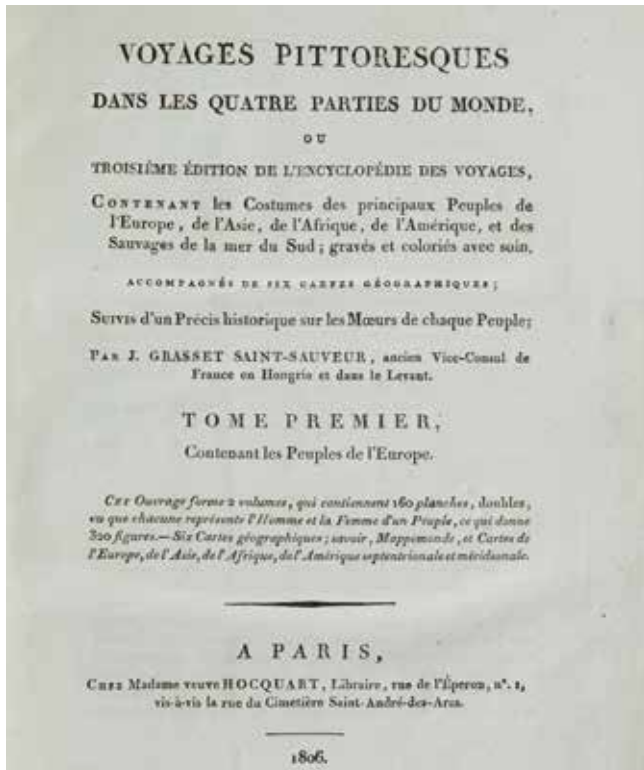 VOYAGES PITTORESQUES
DANS LES QUATRE PARTIES DU MONDE,
OU
TROISIÈME ÉDITION DE L'ENCYCLOPÉDIE DES VOYAGES,
CONTENANT les Costumes des principaux Peuples de
l'Europe, de l'Asie, de l'Afrique, de l'Amérique, et des
Sauvages de la mer du Sud; gravés et coloriés avec soin,
ACCOMPAGNÉS DE SIX CARTES GÉOGRAPHIQUES;
SUIVIS d'un Précis historique sur les Mœurs de chaque Peuple;
PAR J. GRASSET SAINT-SAUVEUR, ancien Vice-Consul de
France en Hongrie et dans le Levant.
TOME PREMIER,
Contenant les Peuples de l'Europe.
CET Ouvrage forme 2 volumes, qui contiennent 160 planches, doubles,
vu que chacune représente l'Homme et la Femme d'un Peuple, ce qui donne
320 figures.—Six Cartes géographiques; savoir, Mappemonde, et Cartes de
l'Europe, de l'Asie, de l'Afrique, de l'Amérique septentrionale et méridionale.
A PARIS,
CHEZ Madame veuve HOCQUART, Libraire, rue de l'Éperon, n°. 1,
vis-à-vis la rue du Cimetière Saint-André-des-Arcs.
1806.